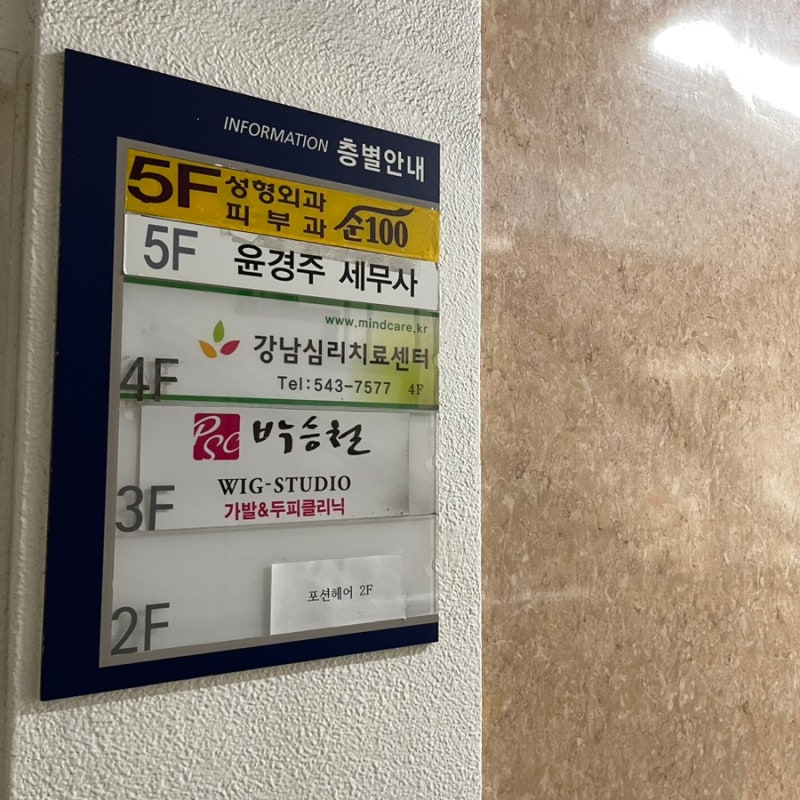 INFORMATION 층별안내
5F 성형외과
피부과 순100
5F 윤경주 세무사
www.mindcare.kr
강남심리치료센터
4F Tel:543-7577 4F
PSC 박승철
WIG-STUDIO
3F 가발&두피클리닉
포션헤어 2F
2F